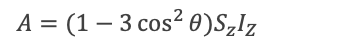 A = (1 − 3 cos² θ)S_zI_Z